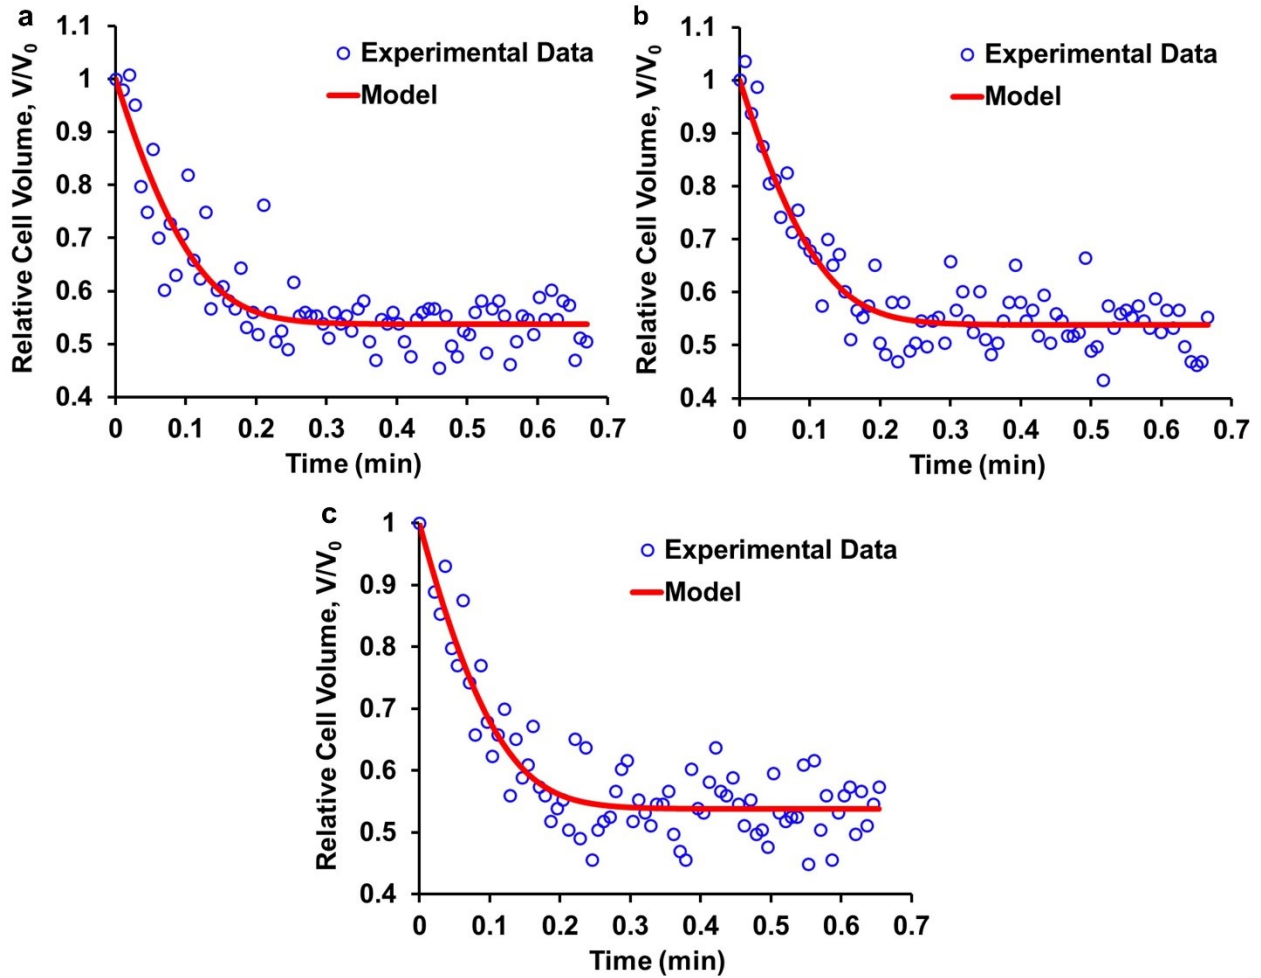 a
Relative Cell Volume, V/V0
1.1
1
0.9
0.8
0.7
0.6
0.5
0.4
Experimental Data
Model
0 0.1 0.2 0.3 0.4 0.5 0.6 0.7
Time (min)
b
Relative Cell Volume, V/V0
1.1
1
0.9
0.8
0.7
0.6
0.5
0.4
Experimental Data
Model
0 0.1 0.2 0.3 0.4 0.5 0.6 0.7
Time (min)
c
Relative Cell Volume, V/V0
1
0.9
0.8
0.7
0.6
0.5
0.4
Experimental Data
Model
0 0.1 0.2 0.3 0.4 0.5 0.6 0.7
Time (min)